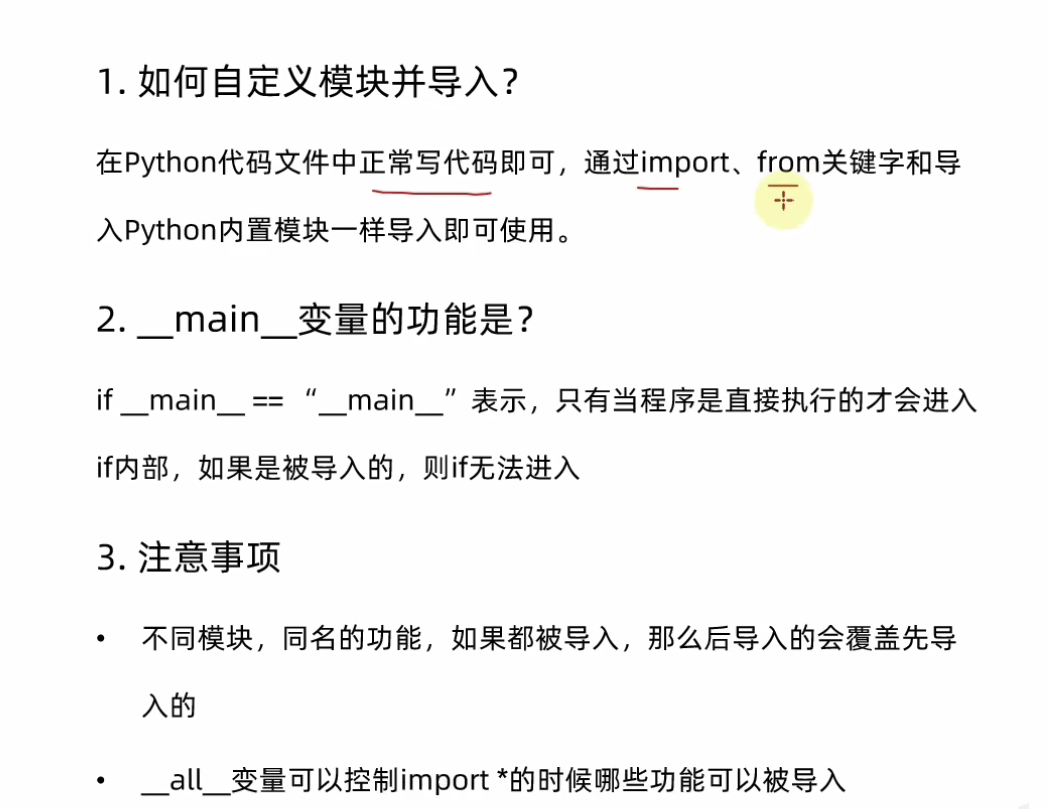 1. 如何自定义模块并导入？
在Python代码文件中正常写代码即可，通过import、from关键字和导
入Python内置模块一样导入即可使用。
2. __main__变量的功能是？
if __main__ == “__main__”表示，只有当程序是直接执行的才会进入
if内部，如果是被导入的，则if无法进入
3. 注意事项
• 不同模块，同名的功能，如果都被导入，那么后导入的会覆盖先导
入的
• __all__变量可以控制import *的时候哪些功能可以被导入